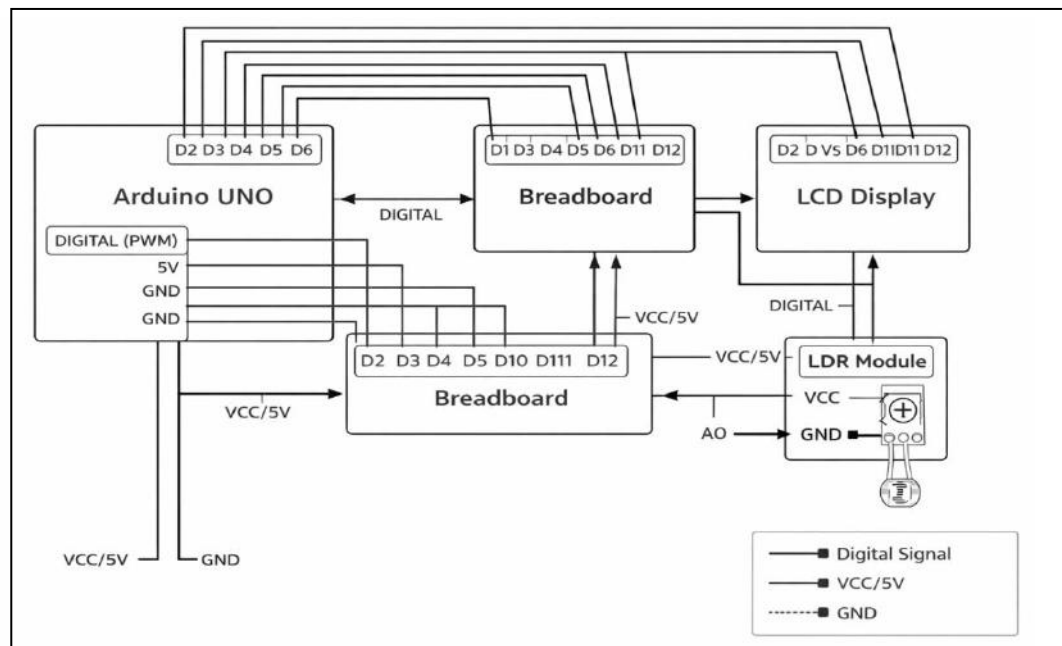 D2 D3 D4 D5 D6
Arduino UNO
DIGITAL (PWM)
5V
GND
GND
DIGITAL
D1 D3 D4 D5 D6 D11 D12
Breadboard
D2 D Vs D6 D11D11 D12
LCD Display
DIGITAL
VCC/5V
D2 D3 D4 D5 D10 D111 D12
Breadboard
VCC/5V
VCC/5V
LDR Module
VCC
AO
GND
VCC/5V
GND
Digital Signal
VCC/5V
GND